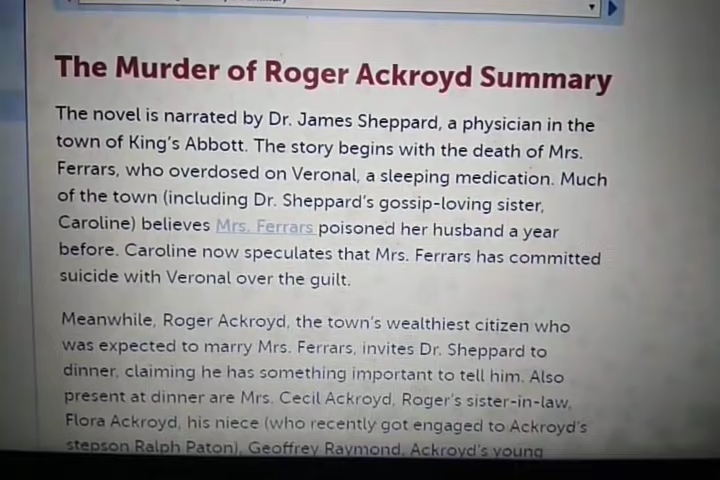 The Murder of Roger Ackroyd Summary
The novel is narrated by Dr. James Sheppard, a physician in the
town of King's Abbott. The story begins with the death of Mrs.
Ferrars, who overdosed on Veronal, a sleeping medication. Much
of the town (including Dr. Sheppard's gossip-loving sister,
Caroline) believes Mrs. Ferrars poisoned her husband a year
before. Caroline now speculates that Mrs. Ferrars has committed
suicide with Veronal over the guilt.
Meanwhile, Roger Ackroyd, the town's wealthiest citizen who
was expected to marry Mrs. Ferrars, invites Dr. Sheppard to
dinner, claiming he has something important to tell him. Also
present at dinner are Mrs. Cecil Ackroyd, Roger's sister-in-law,
Flora Ackroyd, his niece (who recently got engaged to Ackroyd's
stepson Ralph Paton), Geoffrey Raymond, Ackroyd's young